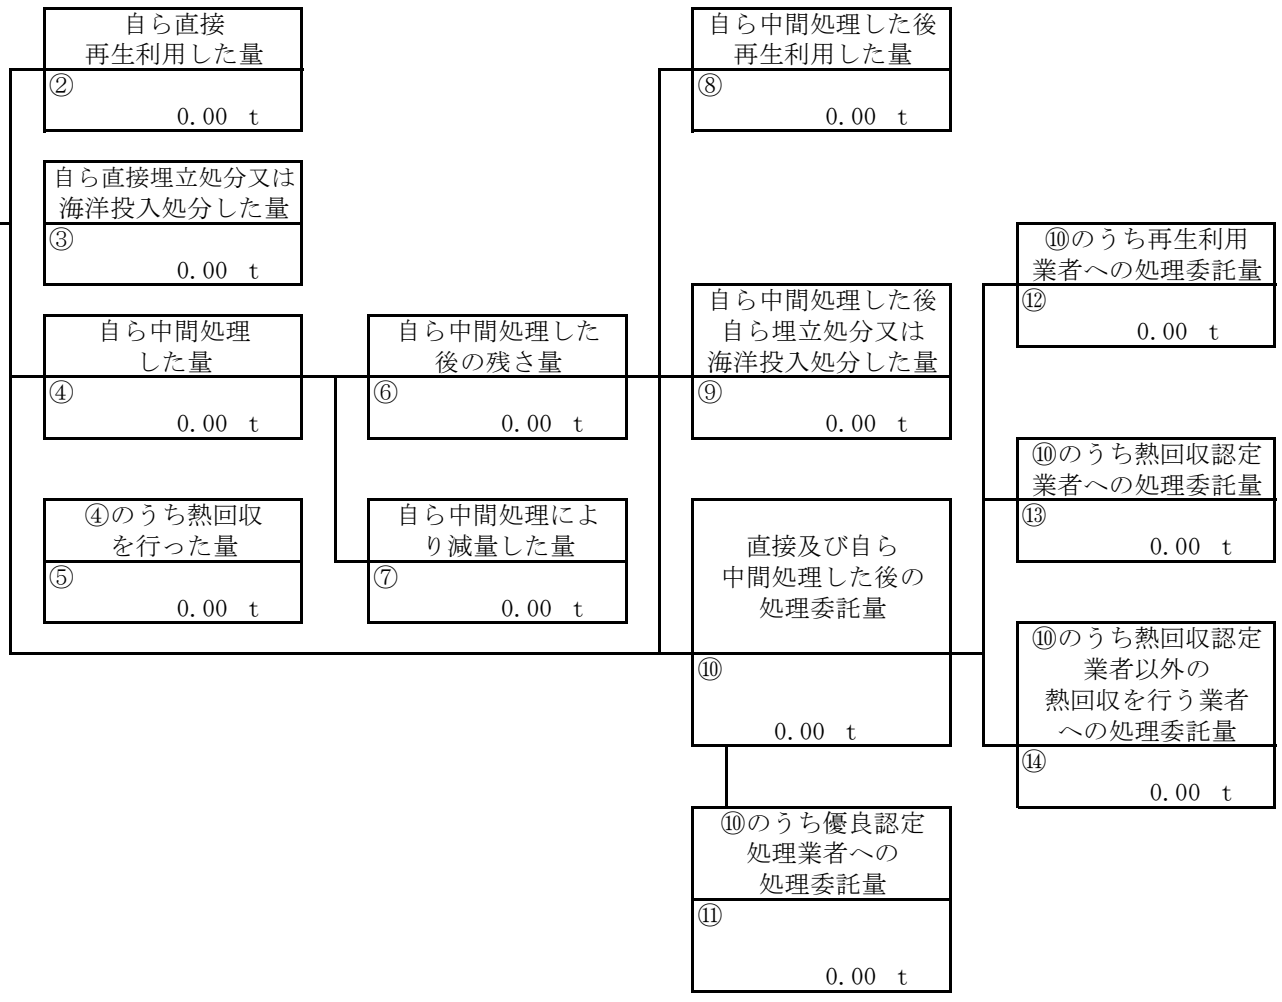 自ら直接
再生利用した量
②
0.00 t
自ら直接埋立処分又は
海洋投入処分した量
③
0.00 t
自ら中間処理
した量
④
0.00 t
④のうち熱回収
を行った量
⑤
0.00 t
自ら中間処理した
後の残さ量
⑥
0.00 t
自ら中間処理によ
り減量した量
⑦
0.00 t
自ら中間処理した後
再生利用した量
⑧
0.00 t
自ら中間処理した後
自ら埋立処分又は
海洋投入処分した量
⑨
0.00 t
直接及び自ら
中間処理した後の
処理委託量
⑩
0.00 t
⑩のうち優良認定
処理業者への
処理委託量
⑪
0.00 t
⑩のうち再生利用
業者への処理委託量
⑫
0.00 t
⑩のうち熱回収認定
業者への処理委託量
⑬
0.00 t
⑩のうち熱回収認定
業者以外の
熱回収を行う業者
への処理委託量
⑭
0.00 t